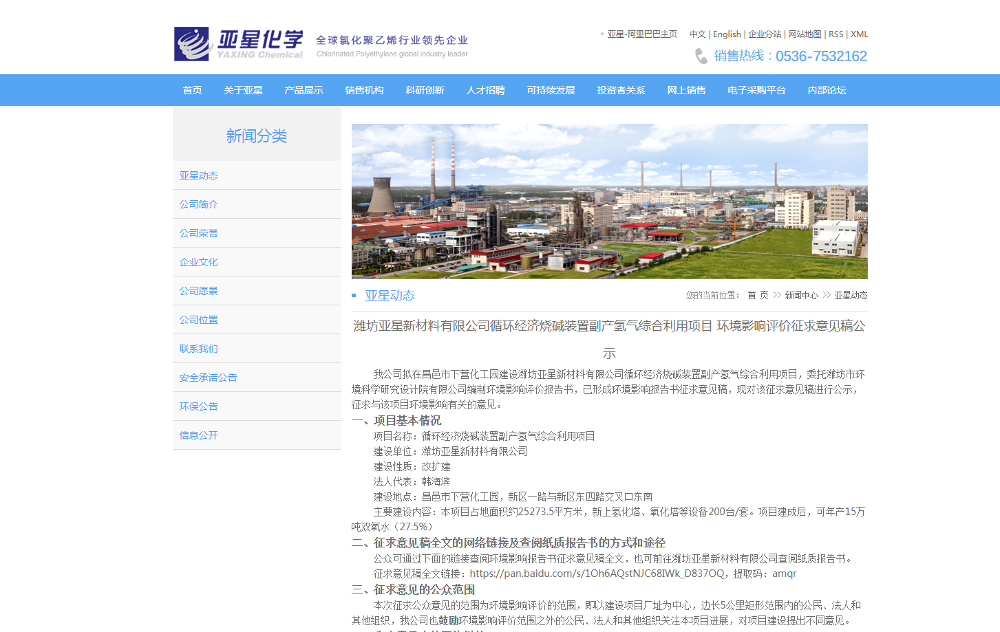 亚星化学
YAXING Chemical
全球氯化聚乙烯行业领先企业
Chlorinated Polyethylene global industry leader
亚星-阿里巴巴主页 中文 | English | 企业分站 | 网站地图 | RSS | XML
销售热线：0536-7532162
首页 关于亚星 产品展示 销售机构 科研创新 人才招聘 可持续发展 投资者关系 网上销售 电子采购平台 内部论坛
新闻分类
亚星动态
公司简介
公司荣誉
企业文化
公司愿景
公司位置
联系我们
安全承诺公告
环保公告
信息公开
亚星动态
您的当前位置： 首 页 >> 新闻中心 >> 亚星动态
潍坊亚星新材料有限公司循环经济烧碱装置副产氢气综合利用项目 环境影响评价征求意见稿公
示
我公司拟在昌邑市下营化工园建设潍坊亚星新材料有限公司循环经济烧碱装置副产氢气综合利用项目，委托潍坊市环
境科学研究设计院有限公司编制环境影响评价报告书，已形成环境影响报告书征求意见稿，现对该征求意见稿进行公示，
征求与该项目环境影响有关的意见。
一、项目基本情况
项目名称：循环经济烧碱装置副产氢气综合利用项目
建设单位：潍坊亚星新材料有限公司
建设性质：改扩建
法人代表：韩海滨
建设地点：昌邑市下营化工园，新区一路与新区东四路交叉口东南
主要建设内容：本项目占地面积约25273.5平方米，新上氢化塔、氧化塔等设备200台/套。项目建成后，可年产15万
吨双氧水（27.5%）
二、征求意见稿全文的网络链接及查阅纸质报告书的方式和途径
公众可通过下面的链接查阅环境影响报告书征求意见稿全文，也可前往潍坊亚星新材料有限公司查阅纸质报告书。
征求意见稿全文链接：https://pan.baidu.com/s/1Oh6AQstNJC68IWk_D837OQ，提取码：amqr
三、征求意见的公众范围
本次征求公众意见的范围为环境影响评价的范围，即以建设项目厂址为中心，边长5公里矩形范围内的公民、法人和
其他组织，我公司也鼓励环境影响评价范围之外的公民、法人和其他组织关注本项目进展，对项目建设提出不同意见。